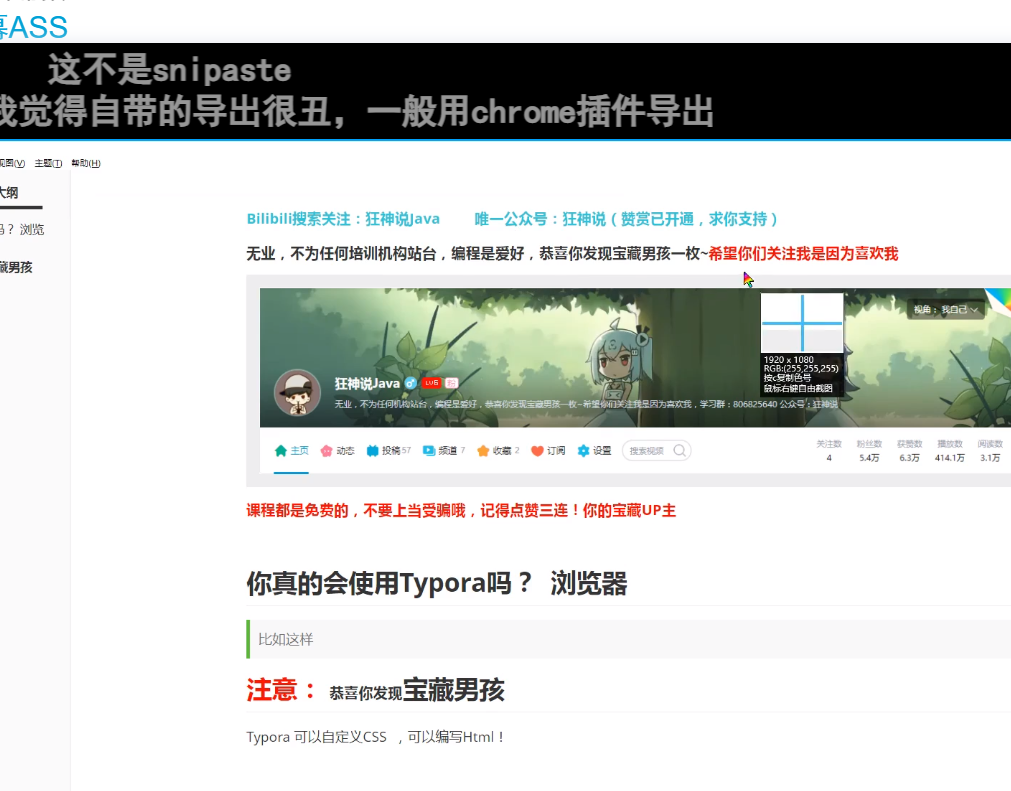 幕ASS
这不是snipaste
我觉得自带的导出很丑，一般用chrome插件导出
视图(V) 主题(T) 帮助(H)
大纲
吗？ 浏览
藏男孩
Bilibili搜索关注：狂神说Java 唯一公众号：狂神说（赞赏已开通，求你支持）
无业，不为任何培训机构站台，编程是爱好，恭喜你发现宝藏男孩一枚~希望你们关注我是因为喜欢我
视角： 我自己
1920 x 1080
RGB:(255,255,255)
按c复制色号
鼠标右键自由截图
狂神说Java LV5
无业，不为任何机构站台，编程是爱好，恭喜你发现宝藏男孩一枚~希望你们关注我是因为喜欢我，学习群：806825640 公众号：狂神说
主页 动态 投稿57 频道 7 收藏 2 订阅 设置 搜索视频
关注数 粉丝数 获赞数 播放数 阅读数
4 5.4万 6.3万 414.1万 3.1万
课程都是免费的，不要上当受骗哦，记得点赞三连！你的宝藏UP主
你真的会使用Typora吗？ 浏览器
比如这样
注意： 恭喜你发现宝藏男孩
Typora 可以自定义CSS ，可以编写Html！